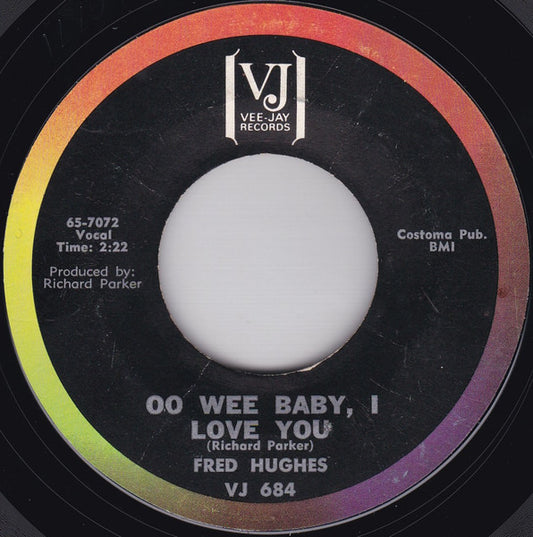 VJ
VEE-JAY
RECORDS
65-7072
Vocal
Time: 2:22
Produced by:
Richard Parker
Costoma Pub.
BMI
OO WEE BABY, I
LOVE YOU
(Richard Parker)
FRED HUGHES
VJ 684